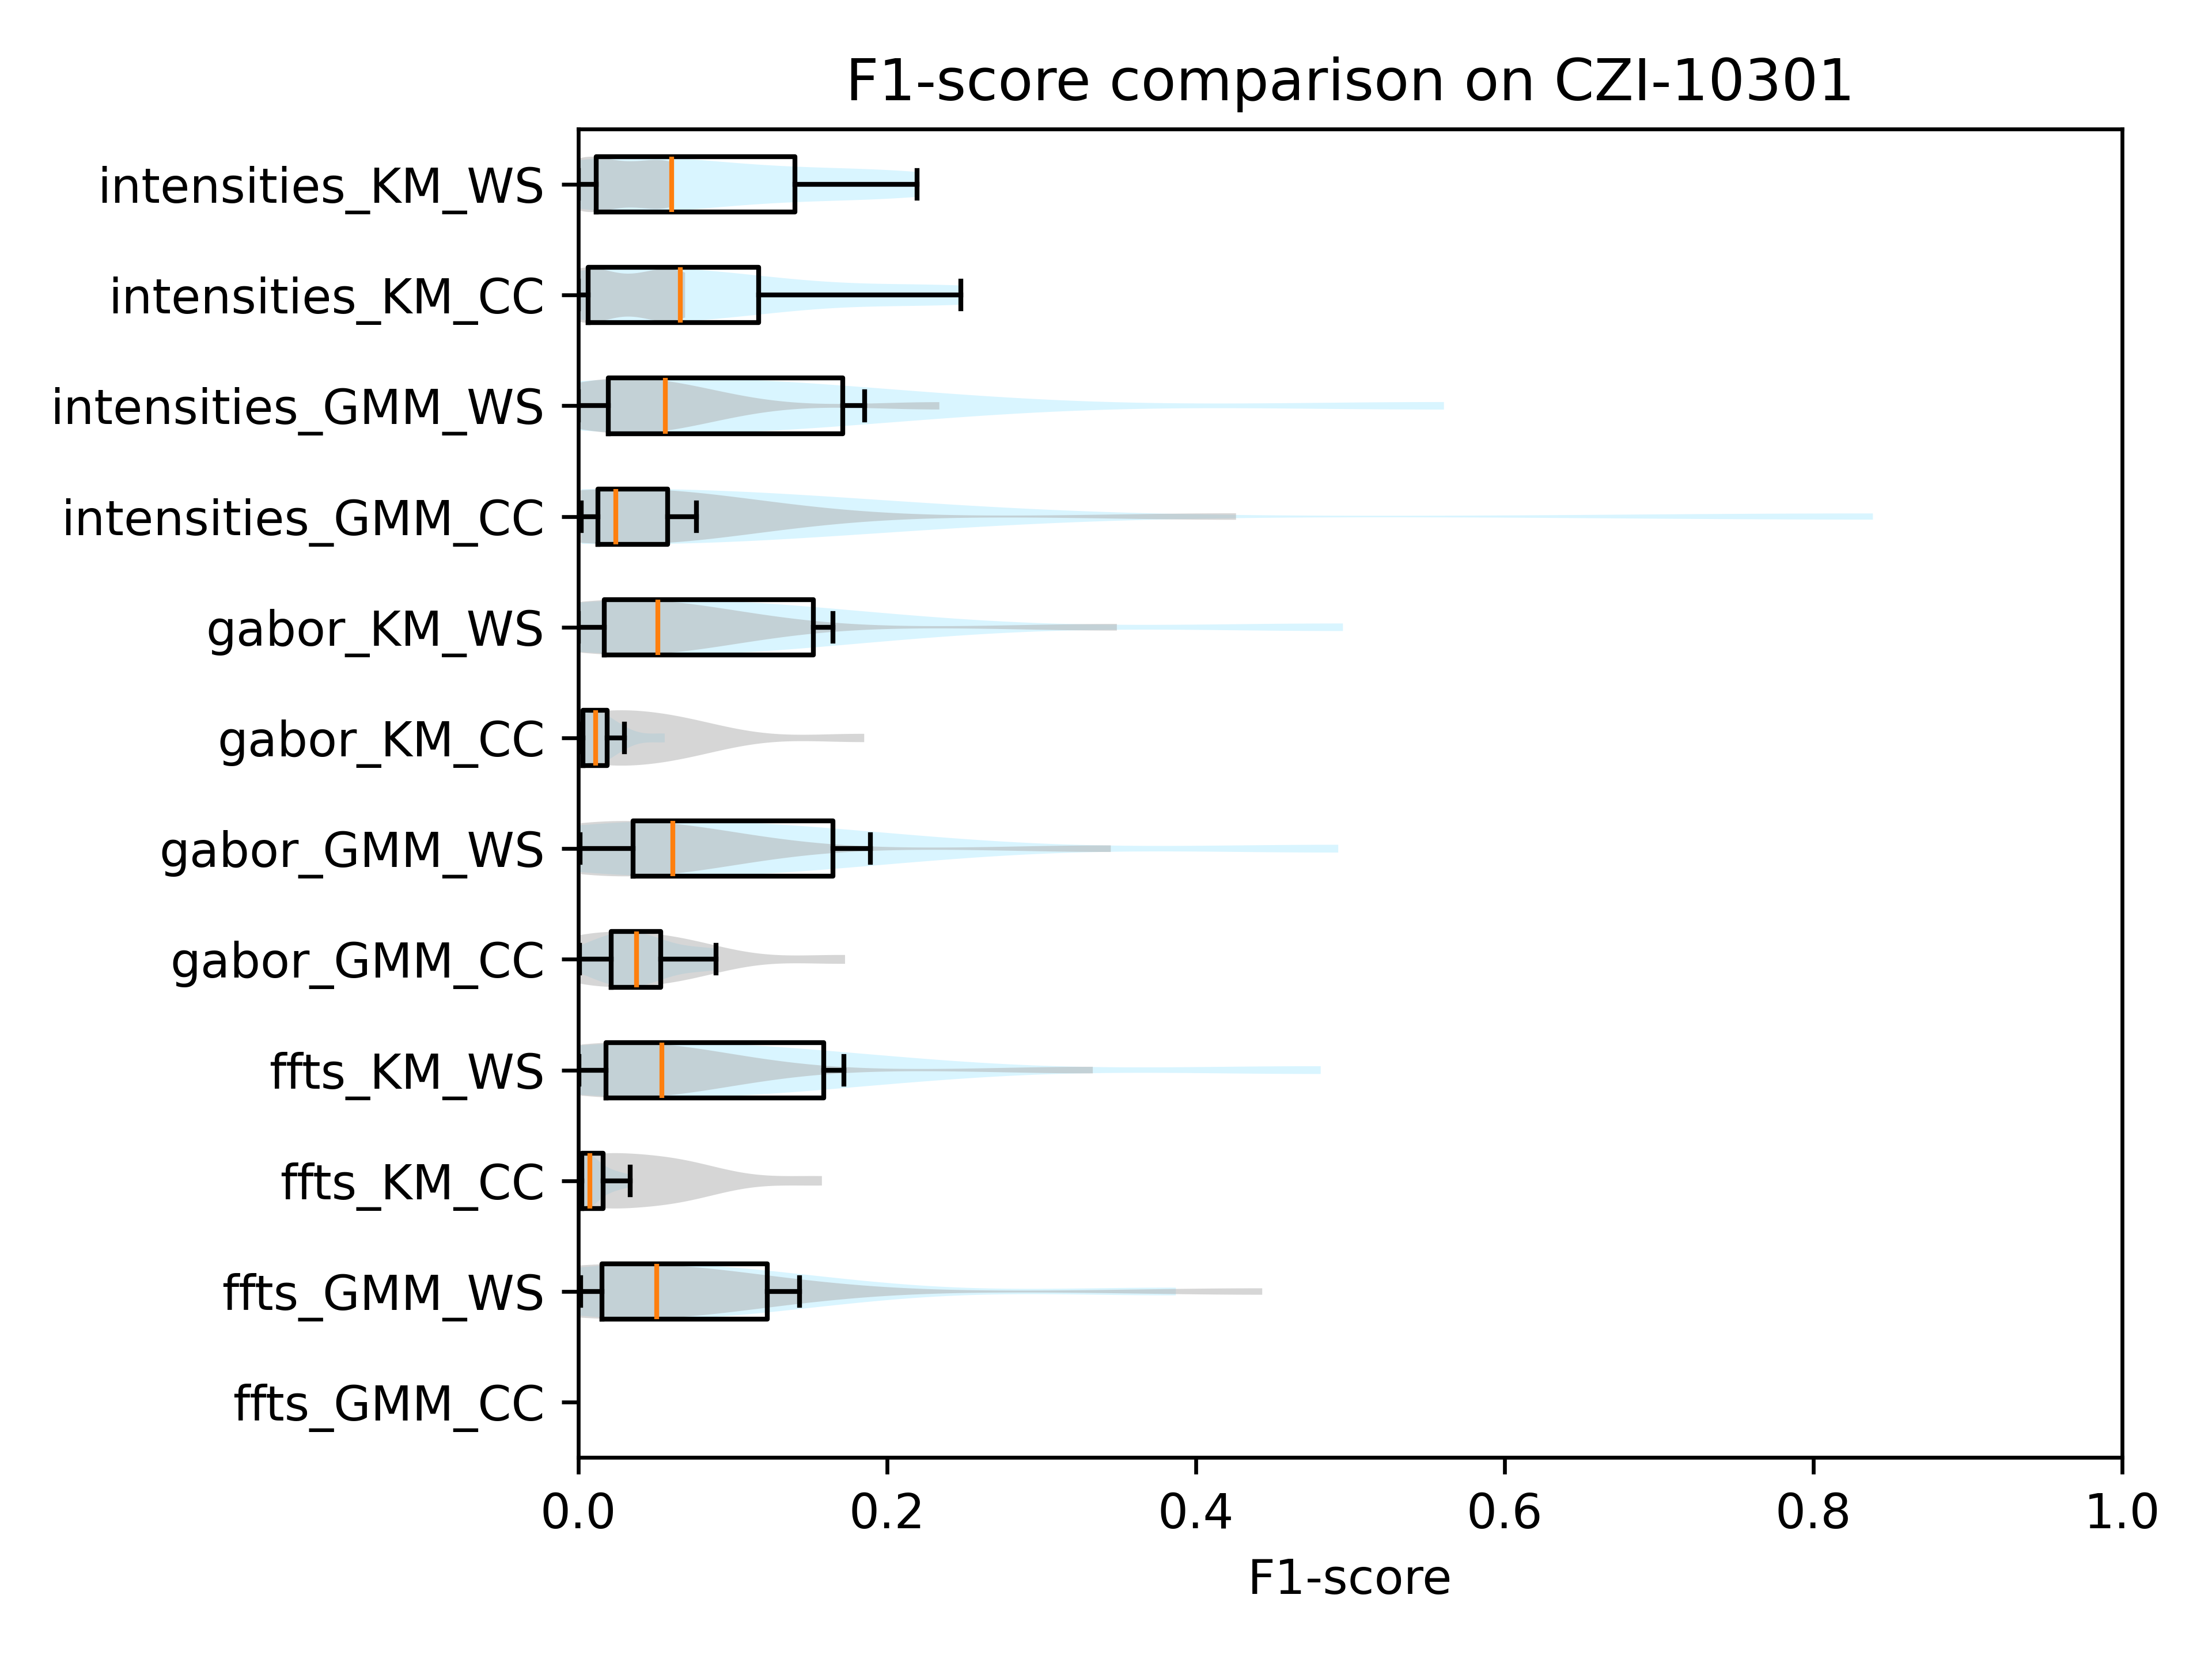 F1-score comparison on CZI-10301
intensities_KM_WS
intensities_KM_CC
intensities_GMM_WS
intensities_GMM_CC
gabor_KM_WS
gabor_KM_CC
gabor_GMM_WS
gabor_GMM_CC
ffts_KM_WS
ffts_KM_CC
ffts_GMM_WS
ffts_GMM_CC
0.0 0.2 0.4 0.6 0.8 1.0
F1-score